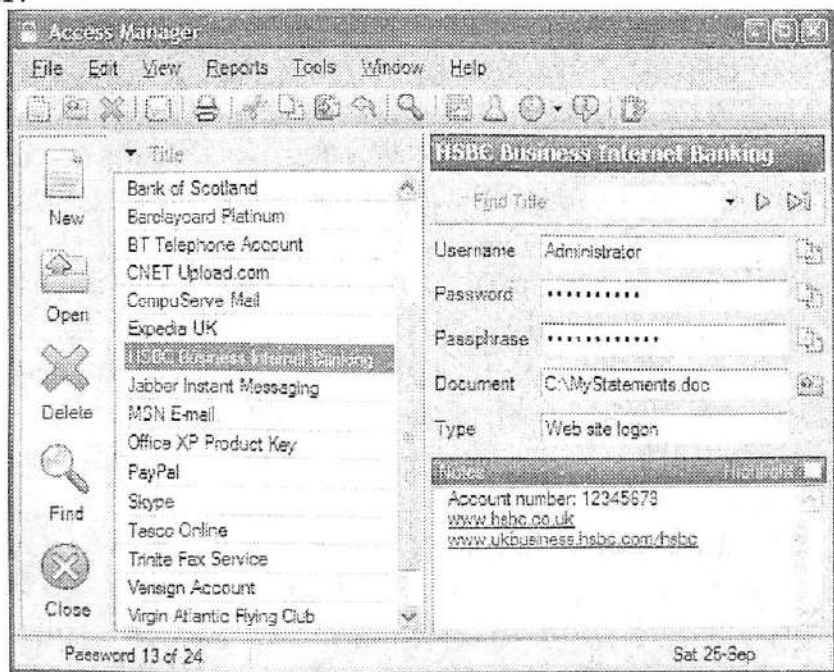 Access Manager
File Edit View Reports Tools Window Help
Title
Bank of Scotland
Barclaycard Platinum
BT Telephone Account
CNET Upload.com
CompuServe Mail
Expedia UK
HSBC Business Internet Banking
Jabber Instant Messaging
MSN E-mail
Office XP Product Key
PayPal
Skype
Tesco Online
Trinite Fax Service
Verisign Account
Virgin Atlantic Flying Club
New
Open
Delete
Find
Close
HSBC Business Internet Banking
Find Title
Username Administrator
Password ••••••••••
Passphrase ••••••••••••
Document C:\MyStatements.doc
Type Web site logon
Notes
Account number: 12345678
www.hsbc.co.uk
www.ukbusiness.hsbc.com/hsbc
Password 13 of 24
Sat 25-Sep